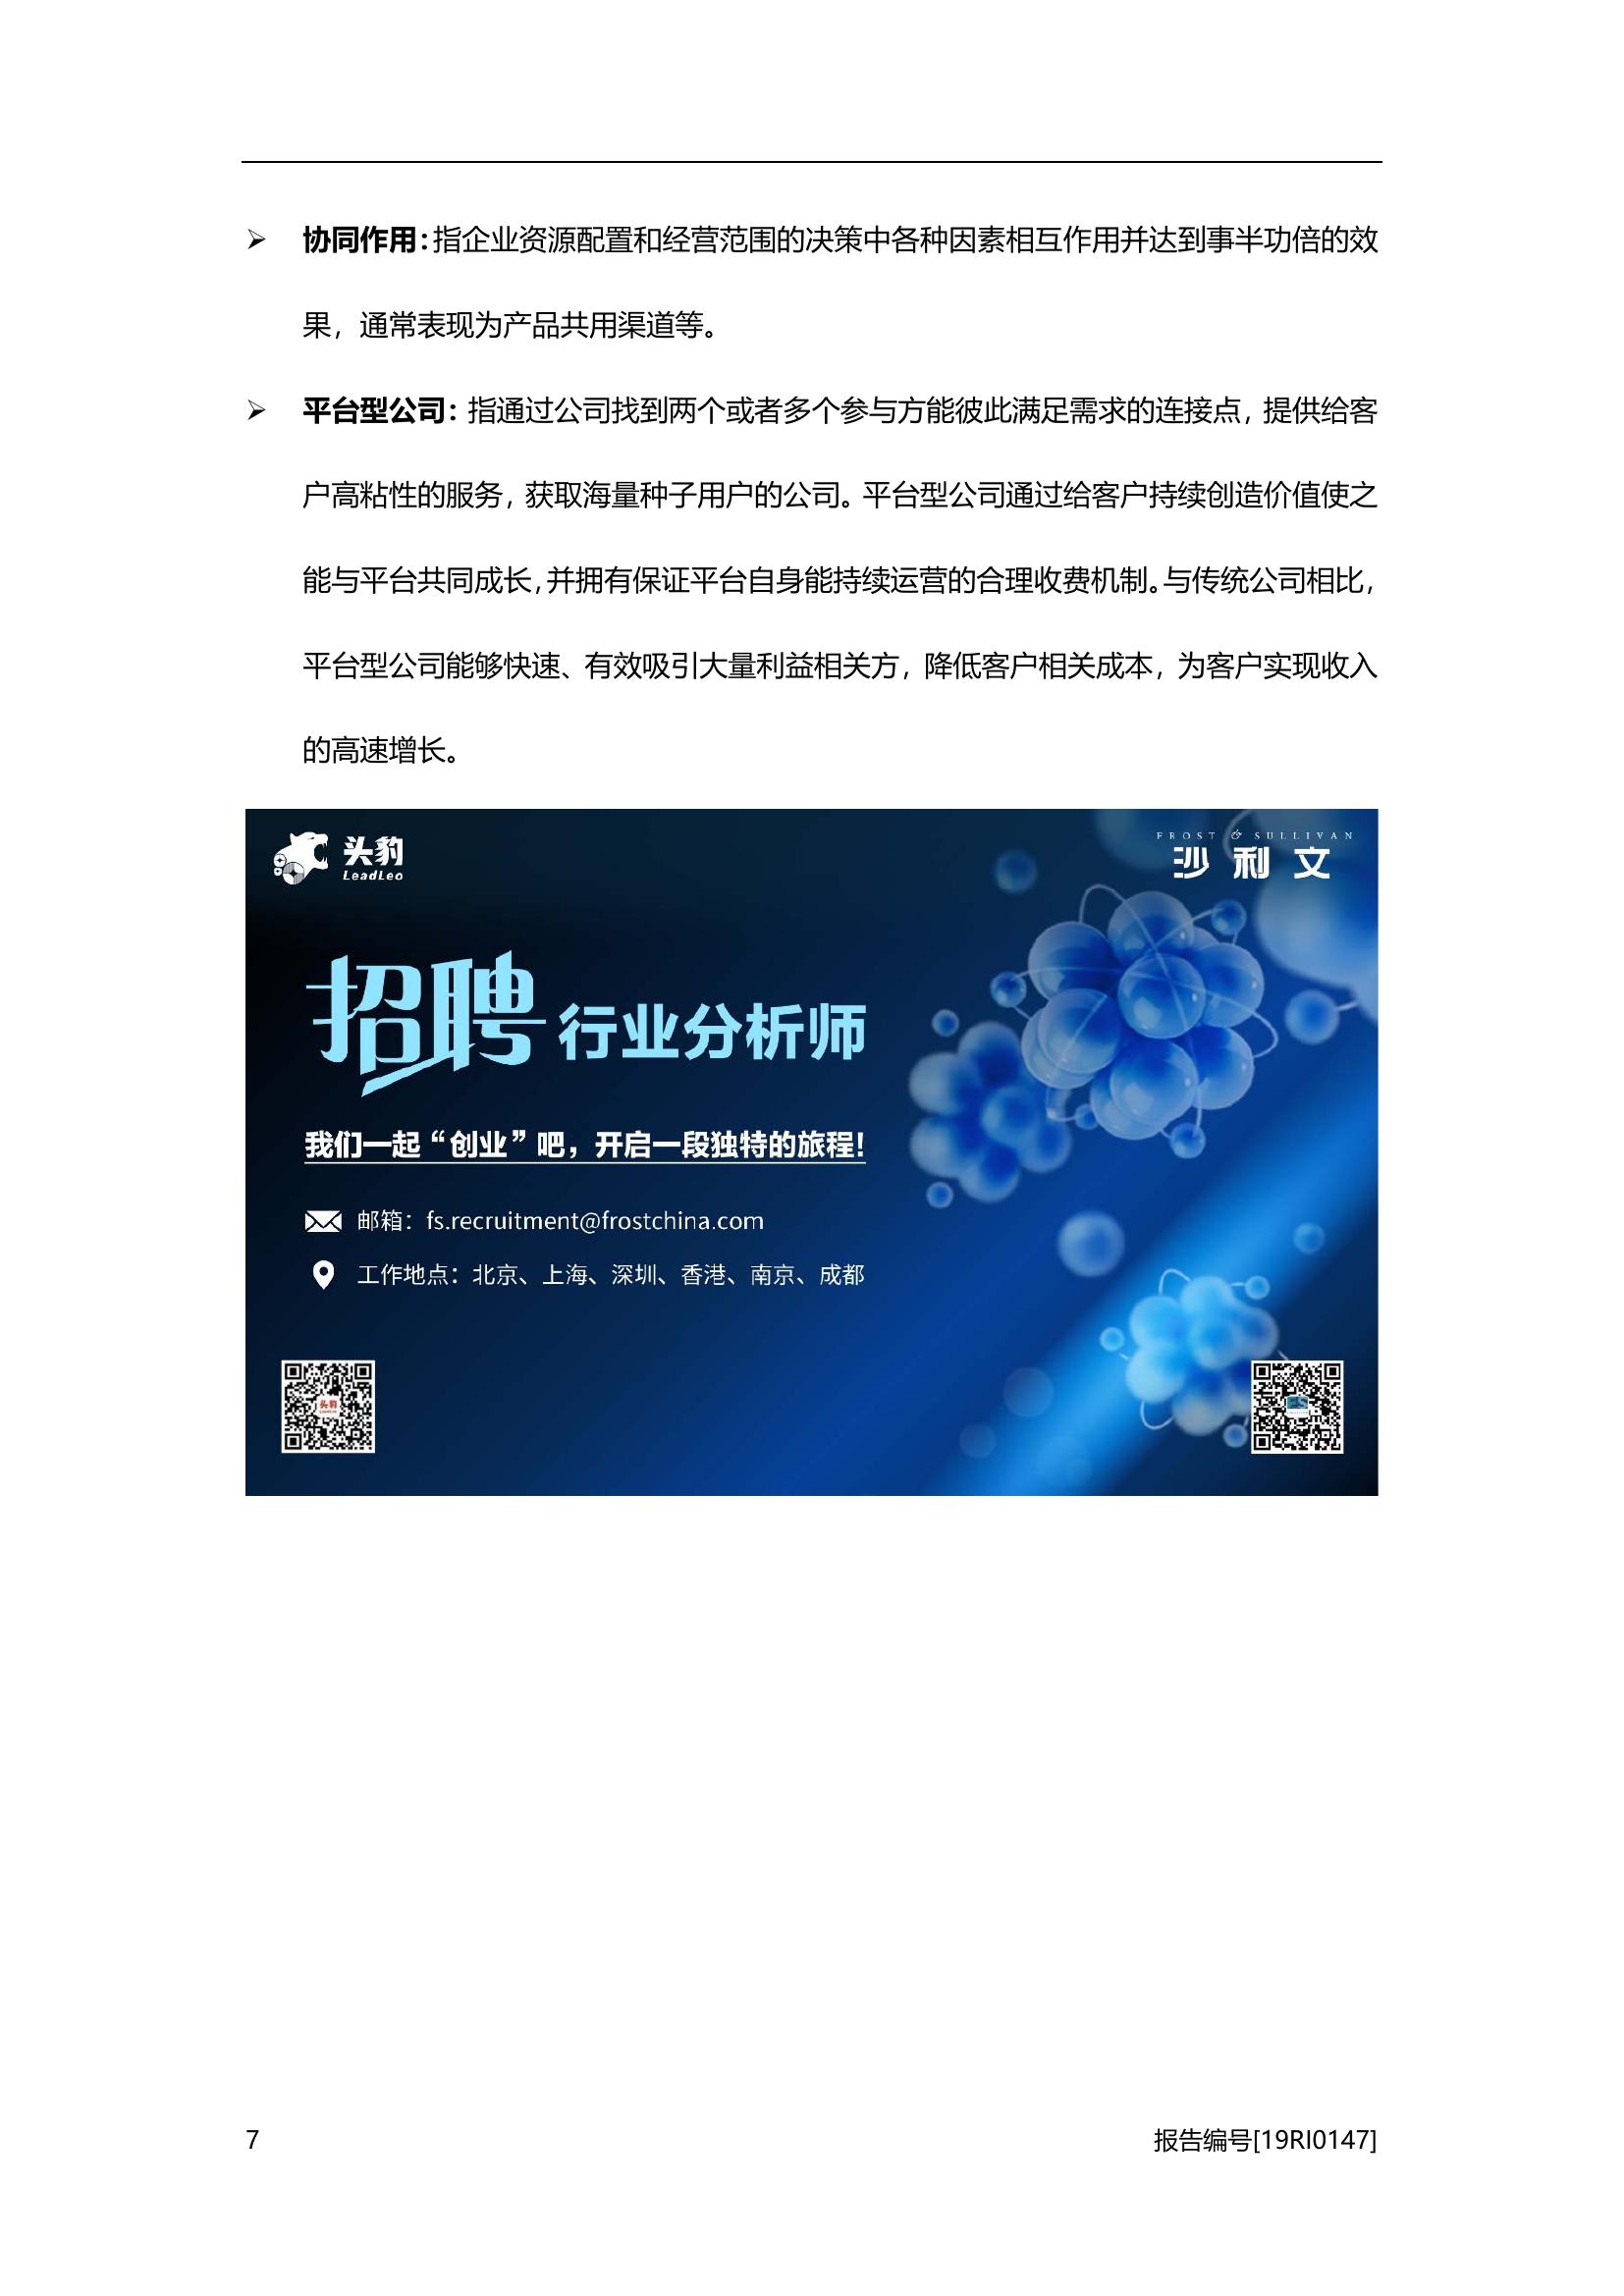 ➢ 协同作用：指企业资源配置和经营范围的决策中各种因素相互作用并达到事半功倍的效
果，通常表现为产品共用渠道等。
➢ 平台型公司：指通过公司找到两个或者多个参与方能彼此满足需求的连接点，提供给客
户高粘性的服务，获取海量种子用户的公司。平台型公司通过给客户持续创造价值使之
能与平台共同成长，并拥有保证平台自身能持续运营的合理收费机制。与传统公司相比，
平台型公司能够快速、有效吸引大量利益相关方，降低客户相关成本，为客户实现收入
的高速增长。
头豹
LeadLeo
FROST & SULLIVAN
沙利文
招聘 行业分析师
我们一起“创业”吧，开启一段独特的旅程！
邮箱：fs.recruitment@frostchina.com
工作地点：北京、上海、深圳、香港、南京、成都
头豹
FS
7
报告编号[19RI0147]